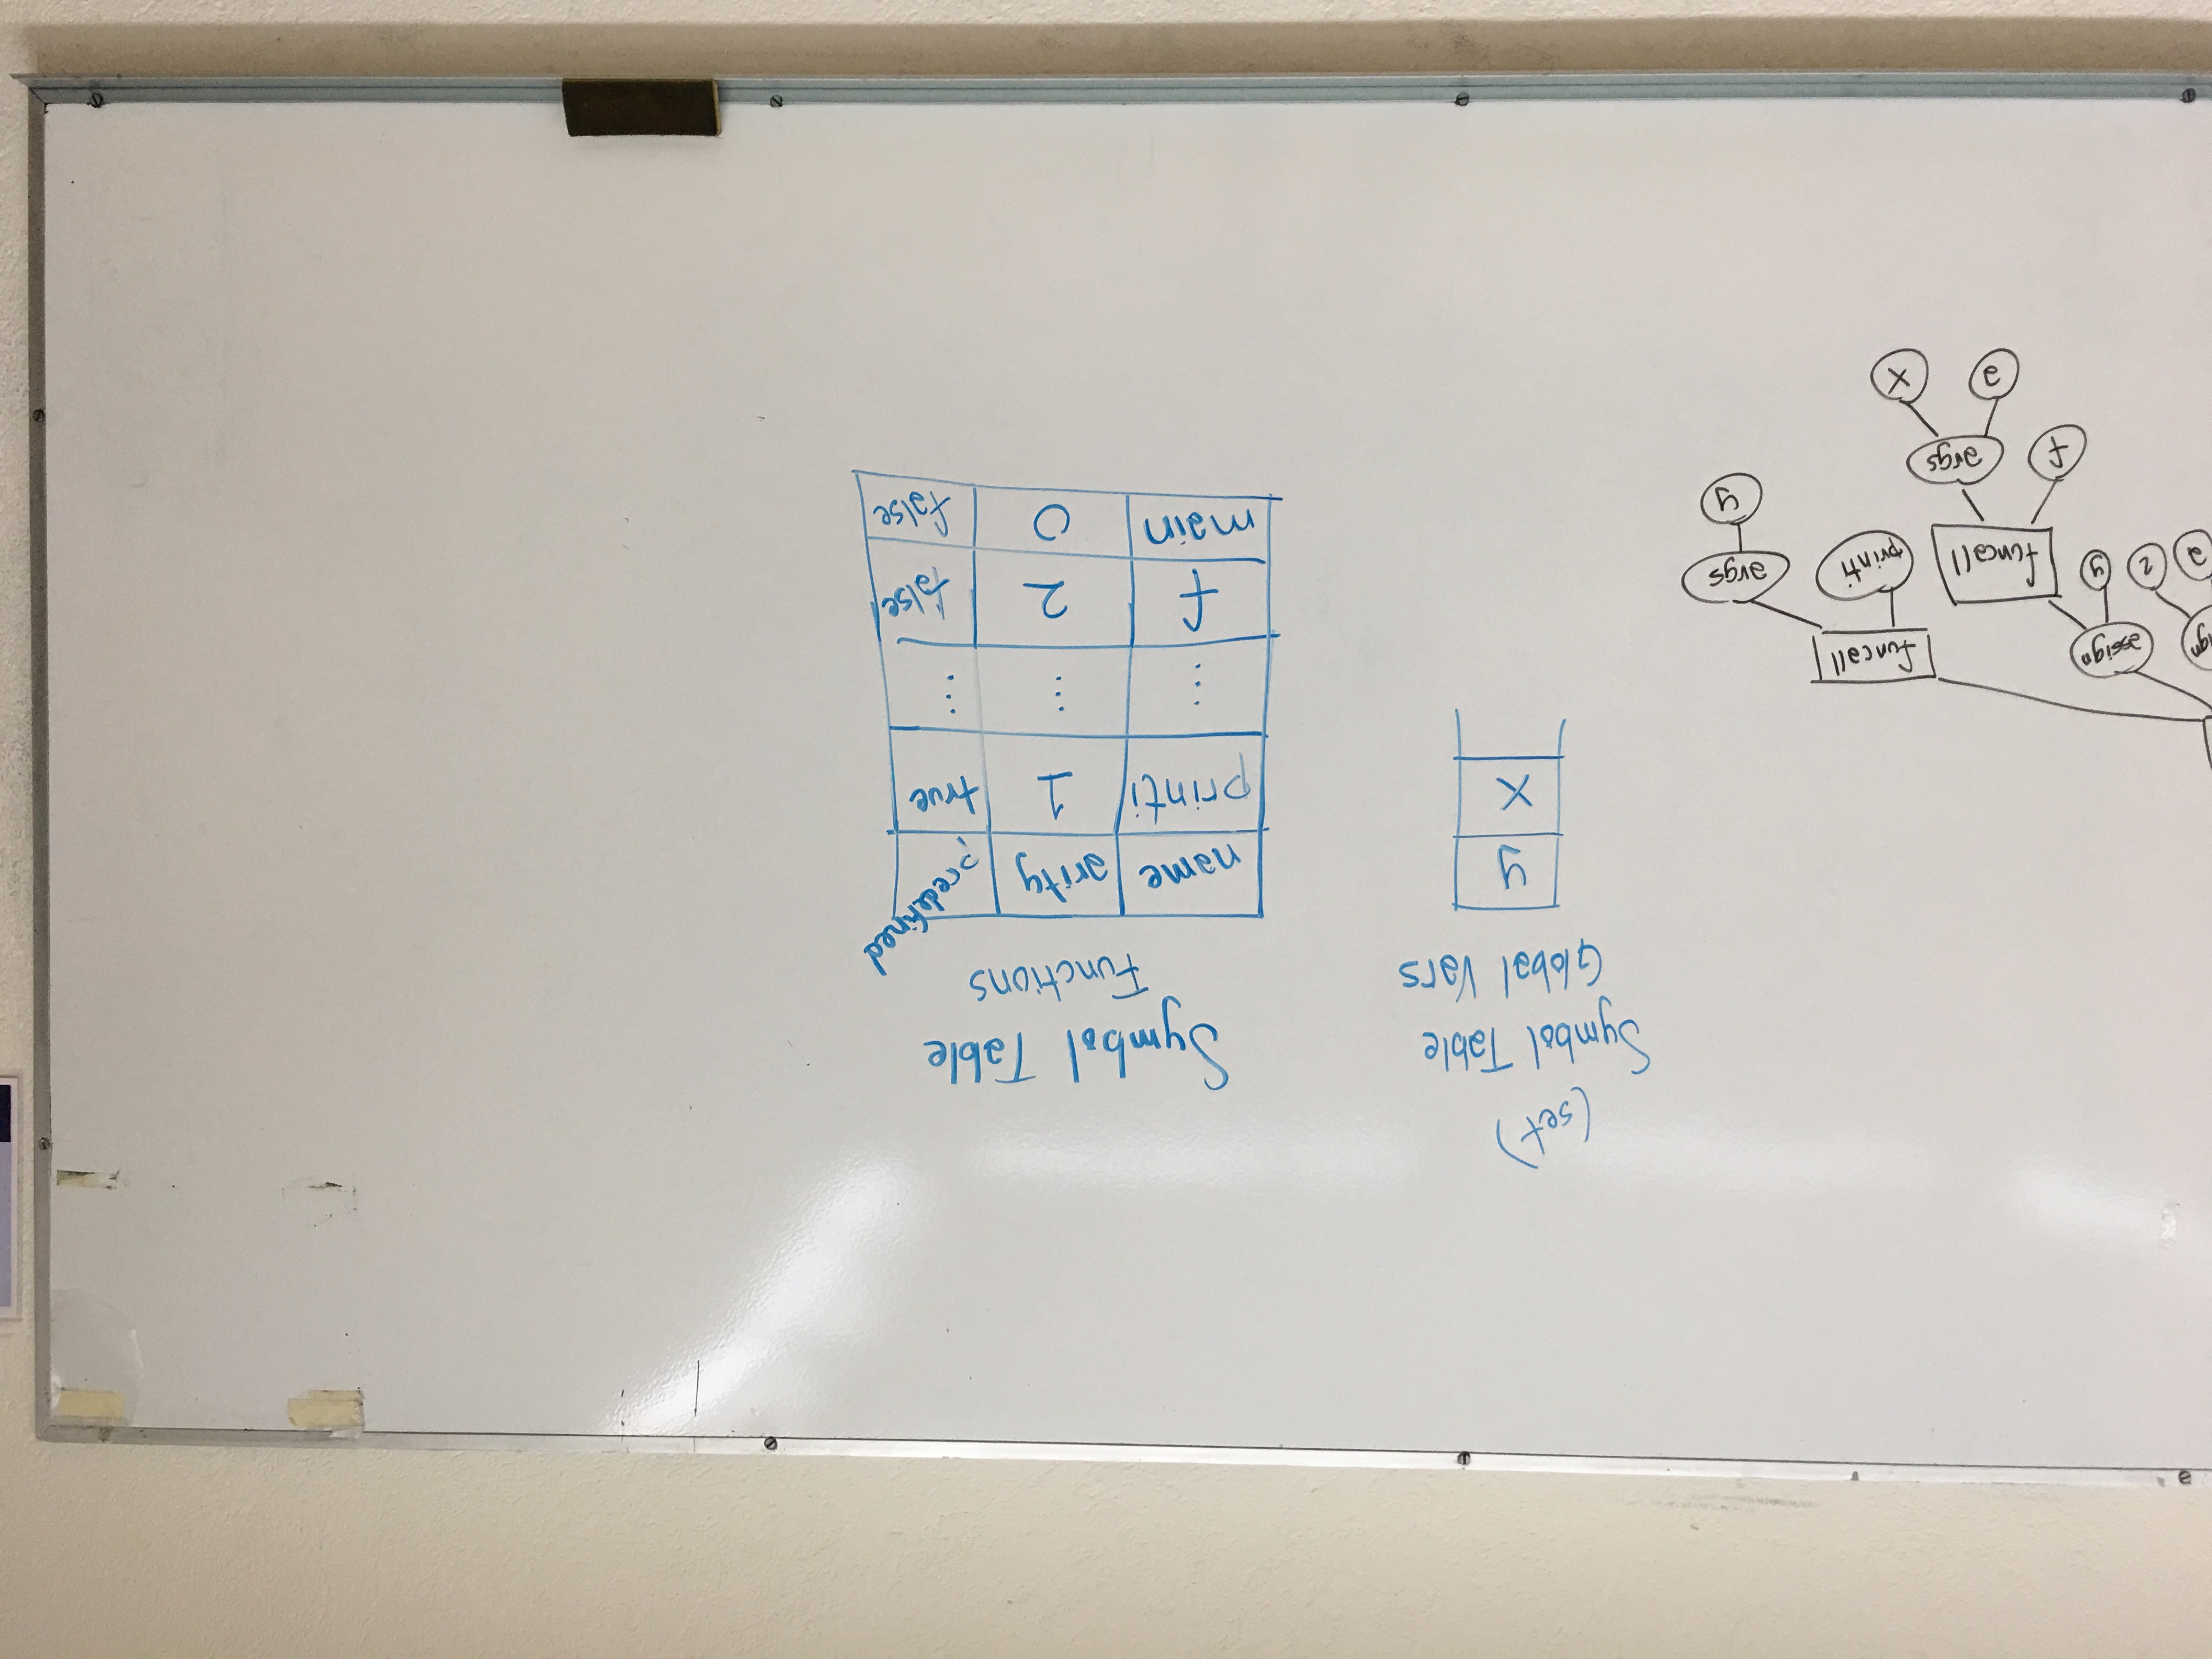 (set)
Symbol Table
Global Vars
y
x
Symbol Table
Functions
name arity predefined
printi 1 true
⋮ ⋮ ⋮
f 2 false
main 0 false
assign funcall
a 2 y funcall printi args
f args y
a x